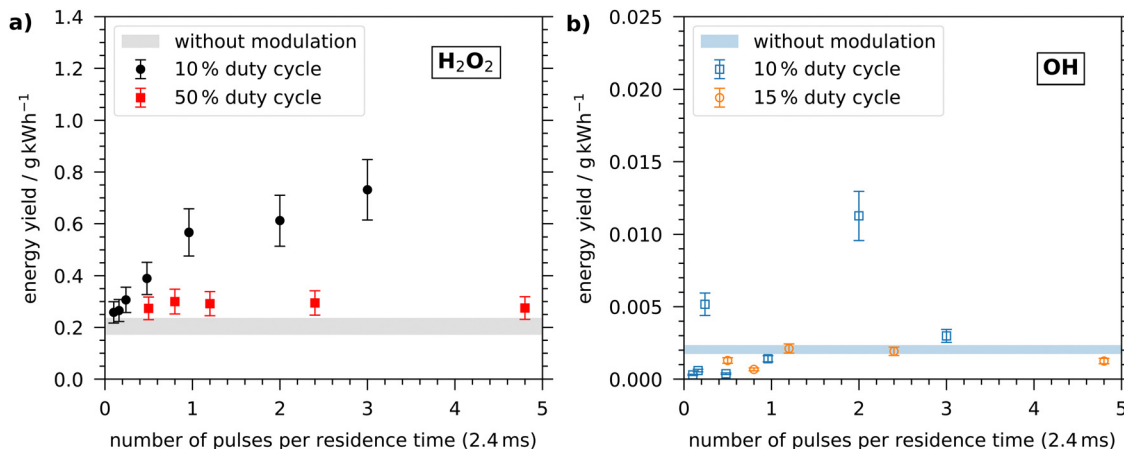 a)
1.4
1.2
1.0
0.8
0.6
0.4
0.2
0.0
energy yield / g kWh⁻¹
without modulation
10 % duty cycle
50 % duty cycle
H₂O₂
0 1 2 3 4 5
number of pulses per residence time (2.4 ms)
b)
0.025
0.020
0.015
0.010
0.005
0.000
energy yield / g kWh⁻¹
without modulation
10 % duty cycle
15 % duty cycle
OH
0 1 2 3 4 5
number of pulses per residence time (2.4 ms)